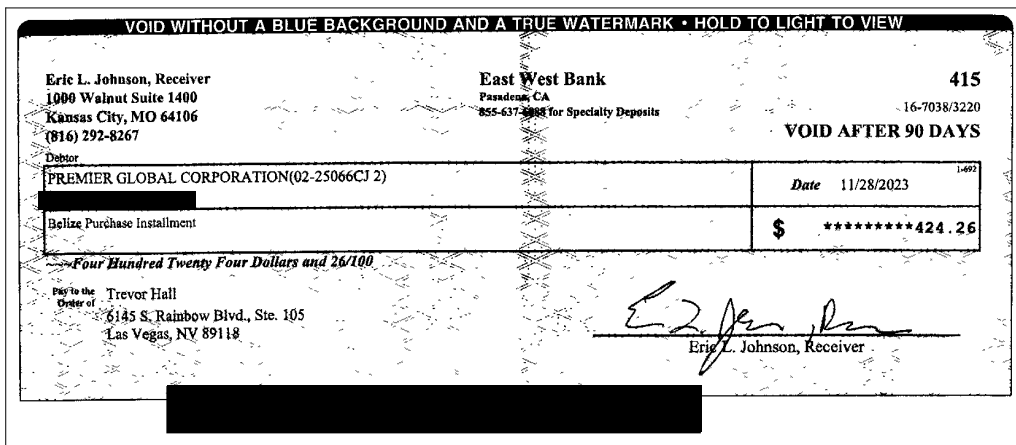 VOID WITHOUT A BLUE BACKGROUND AND A TRUE WATERMARK • HOLD TO LIGHT TO VIEW
Eric L. Johnson, Receiver
1000 Walnut Suite 1400
Kansas City, MO 64106
(816) 292-8267
East West Bank
Pasadena, CA
855-637- for Specialty Deposits
415
16-7038/3220
VOID AFTER 90 DAYS
Debtor
PREMIER GLOBAL CORPORATION(02-25066CJ 2)
1-692
Date 11/28/2023
Belize Purchase Installment
$ *********424.26
Four Hundred Twenty Four Dollars and 26/100
Pay to the
Order of
Trevor Hall
6145 S. Rainbow Blvd., Ste. 105
Las Vegas, NV 89118
Eric L. Johnson, Receiver